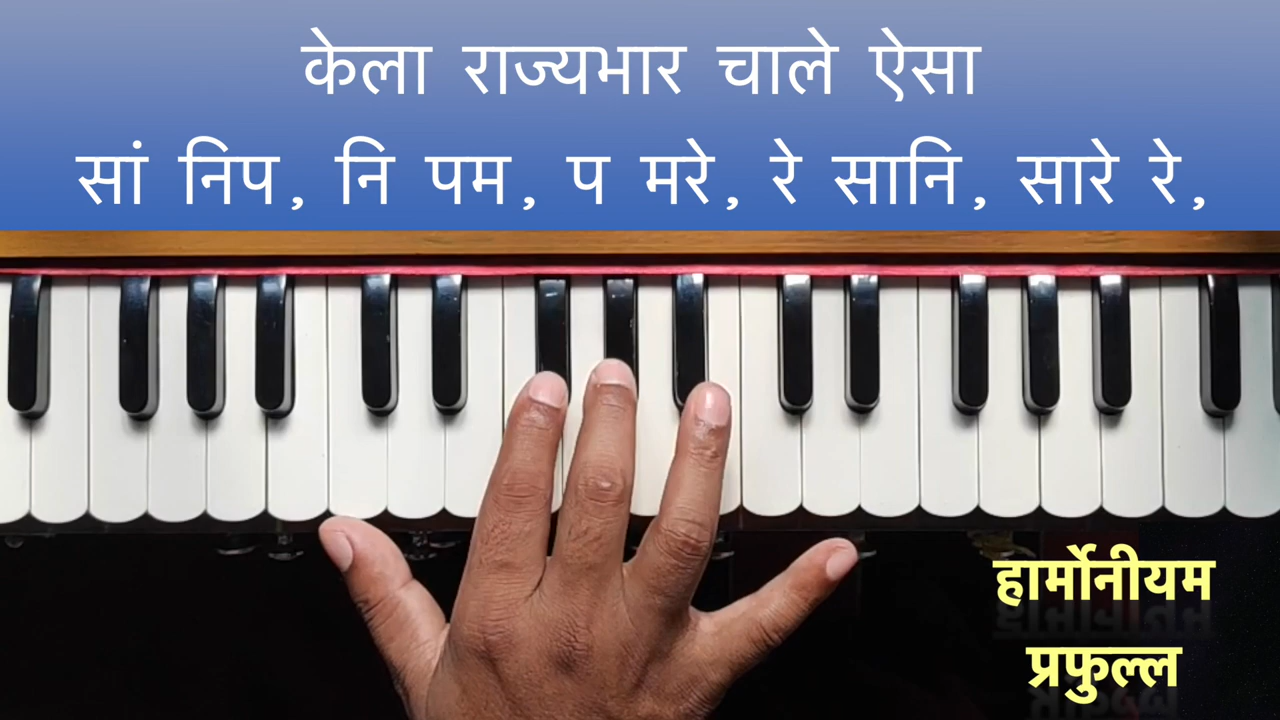 केला राज्यभार चाले ऐसा
सां निप, नि पम, प मरे, रे सानि, सारे रे,
हार्मोनीयम
प्रफुल्ल